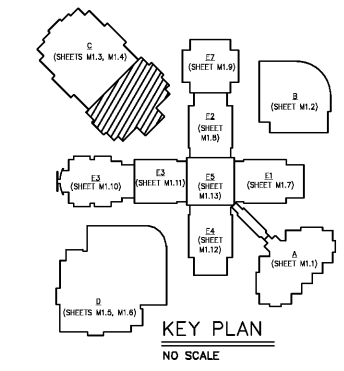 C
(SHEETS M1.3, M1.4)
F7
(SHEET
M1.9)
B
(SHEET
M1.2)
F2
(SHEET
M1.8)
E3
(SHEET
M1.10)
F3
(SHEET
M1.11)
F5
(SHEET
M1.13)
E1
(SHEET
M1.7)
F4
(SHEET
M1.12)
A
(SHEET M1.1)
D
(SHEETS M1.5, M1.6)
KEY PLAN
NO SCALE